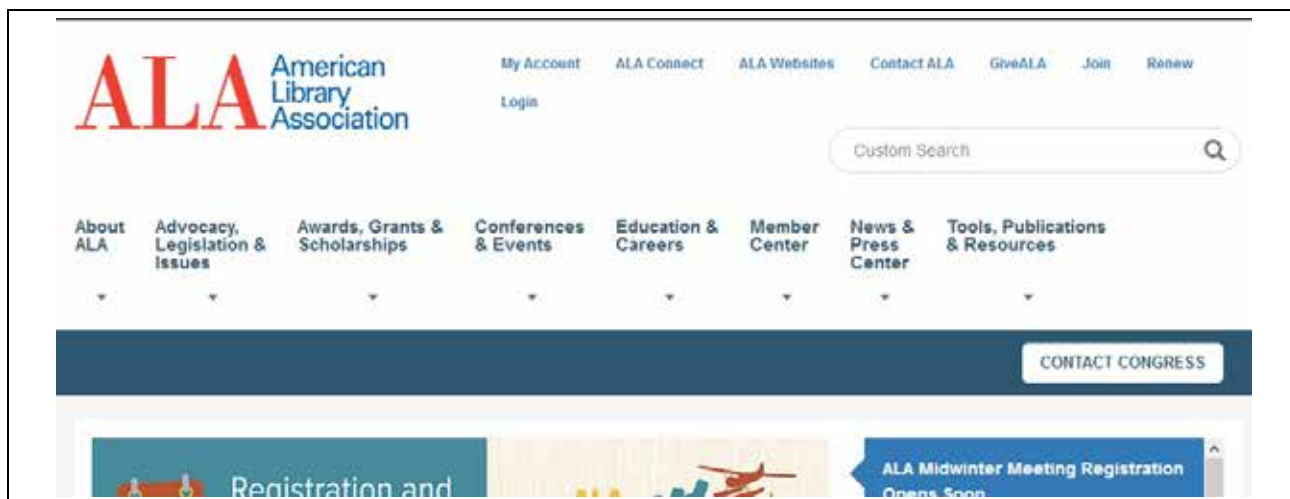 ALA American
Library
Association
My Account ALA Connect ALA Websites Contact ALA GiveALA Join Renew
Login
Custom Search
About ALA
Advocacy, Legislation & Issues
Awards, Grants & Scholarships
Conferences & Events
Education & Careers
Member Center
News & Press Center
Tools, Publications & Resources
CONTACT CONGRESS
Registration and
ALA
ALA Midwinter Meeting Registration
Opens Soon